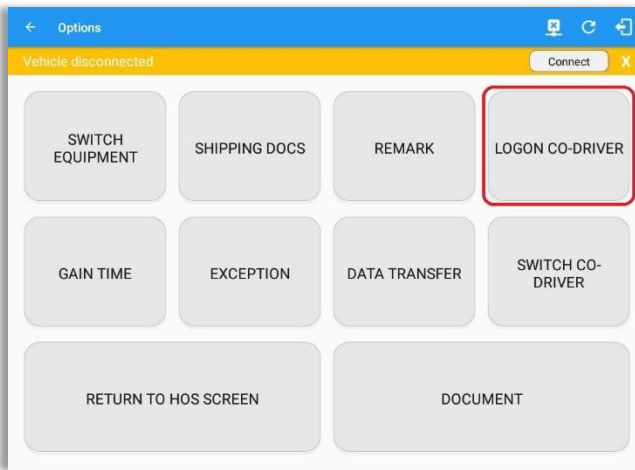 Options
Vehicle disconnected
Connect
X
SWITCH
EQUIPMENT
SHIPPING DOCS
REMARK
LOGON CO-DRIVER
GAIN TIME
EXCEPTION
DATA TRANSFER
SWITCH CO-
DRIVER
RETURN TO HOS SCREEN
DOCUMENT